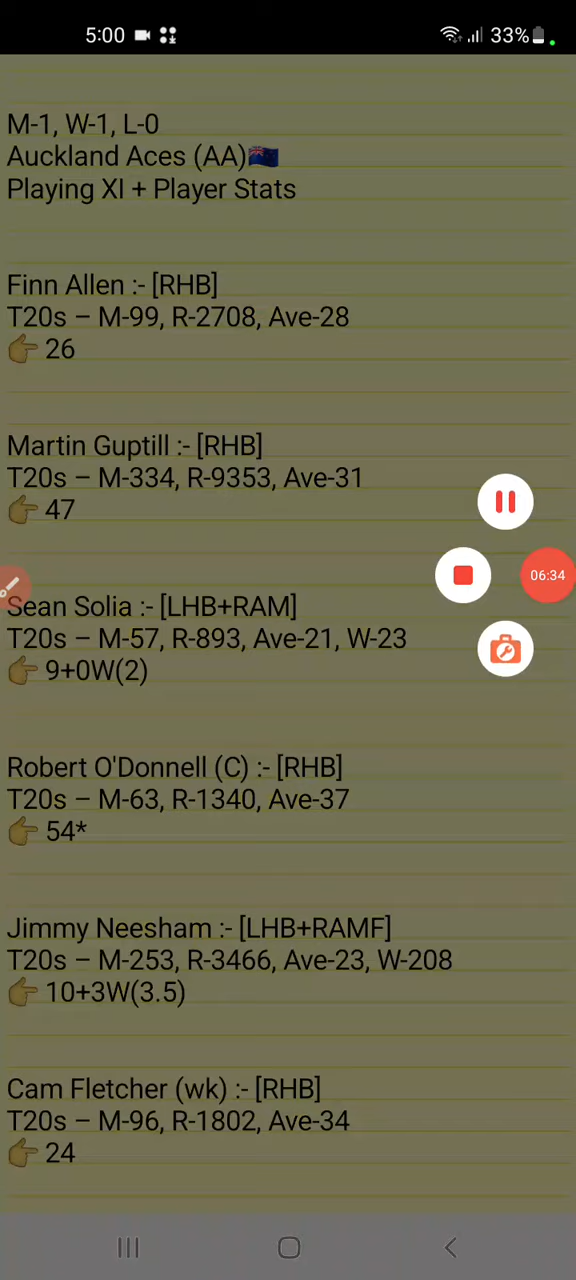 5:00 33%
M-1, W-1, L-0
Auckland Aces (AA)🇳🇿
Playing XI + Player Stats
Finn Allen :- [RHB]
T20s – M-99, R-2708, Ave-28
👉 26
Martin Guptill :- [RHB]
T20s – M-334, R-9353, Ave-31
👉 47
06:34
Sean Solia :- [LHB+RAM]
T20s – M-57, R-893, Ave-21, W-23
👉 9+0W(2)
Robert O'Donnell (C) :- [RHB]
T20s – M-63, R-1340, Ave-37
👉 54*
Jimmy Neesham :- [LHB+RAMF]
T20s – M-253, R-3466, Ave-23, W-208
👉 10+3W(3.5)
Cam Fletcher (wk) :- [RHB]
T20s – M-96, R-1802, Ave-34
👉 24